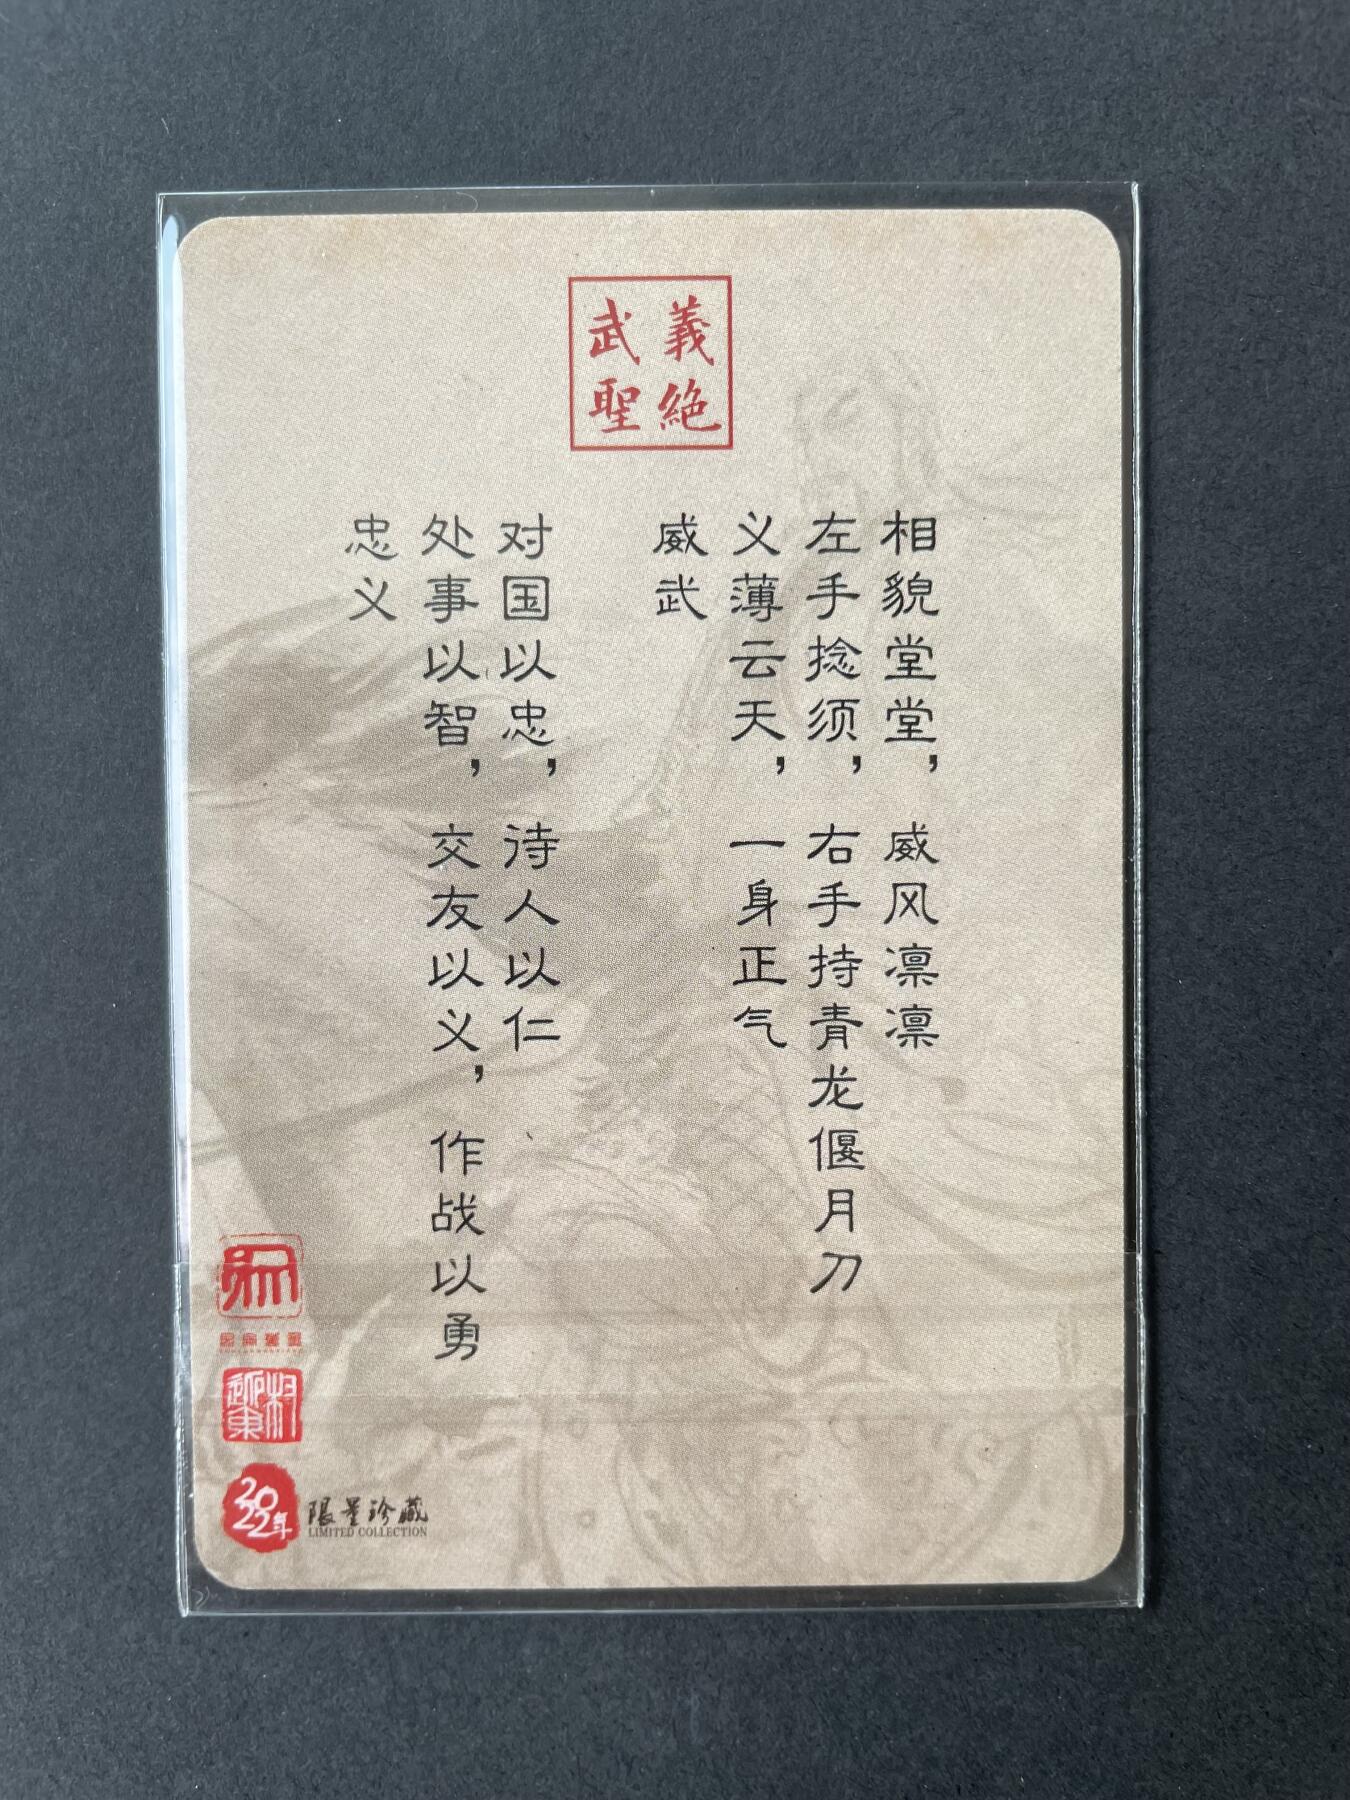 義絕
武聖
相貌堂堂，威风凛凛
左手捻须，右手持青龙偃月刀
义薄云天，一身正气
威武
对国以忠，待人以仁
处事以智，交友以义，作战以勇
忠义
2022年
限量珍藏
LIMITED COLLECTION